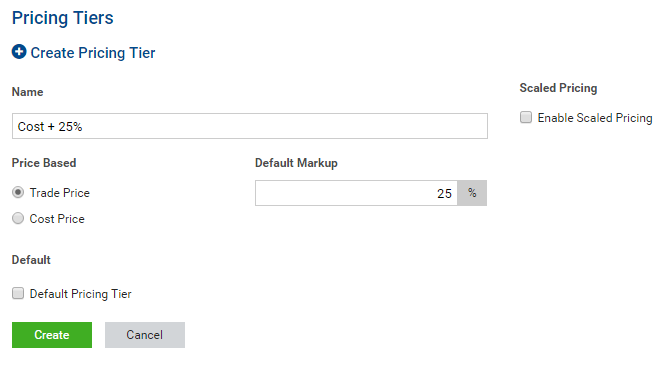 Pricing Tiers
Create Pricing Tier
Name
Cost + 25%
Scaled Pricing
Enable Scaled Pricing
Price Based
Trade Price
Cost Price
Default Markup
25 %
Default
Default Pricing Tier
Create Cancel